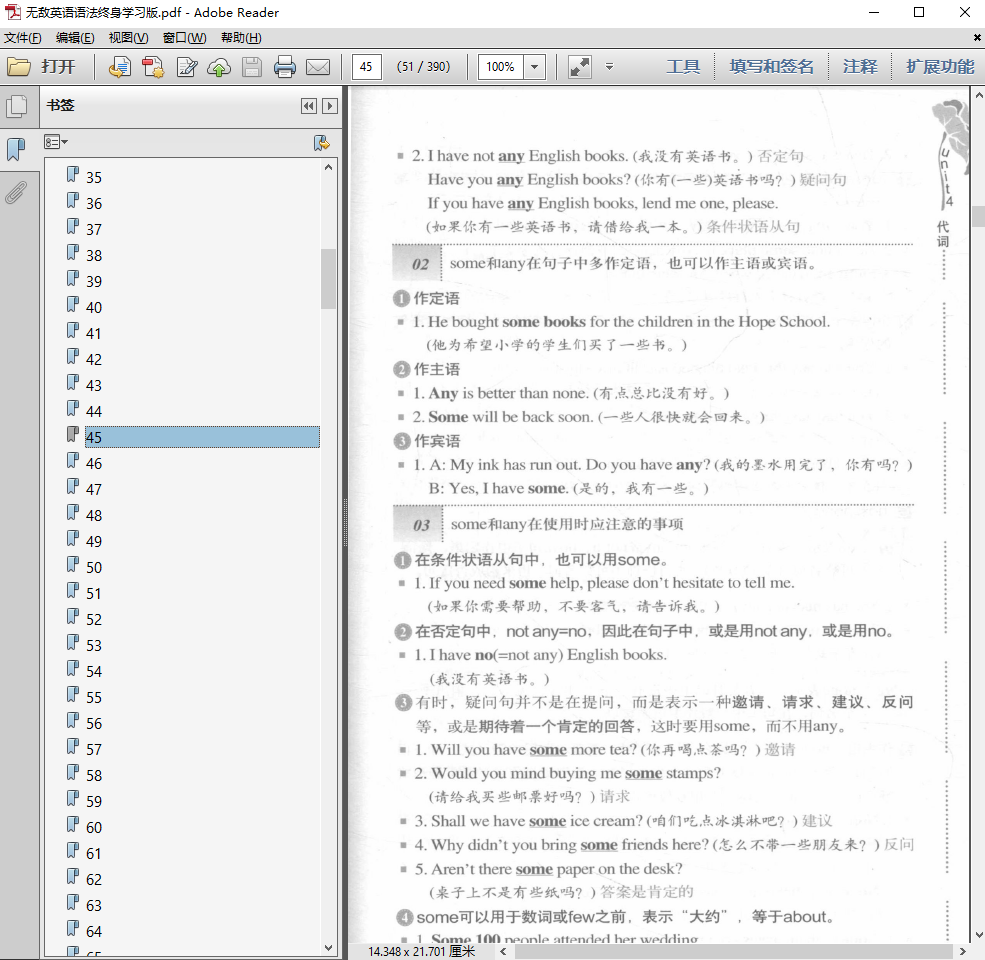 无敌英语语法终身学习版.pdf - Adobe Reader
文件(F) 编辑(E) 视图(V) 窗口(W) 帮助(H)
打开 45 (51 / 390) 100% 工具 填写和签名 注释 扩展功能
书签
35
36
37
38
39
40
41
42
43
44
45
46
47
48
49
50
51
52
53
54
55
56
57
58
59
60
61
62
63
64
65
unit4
代词
2. I have not any English books. (我没有英语书。) 否定句
Have you any English books? (你有(一些)英语书吗？) 疑问句
If you have any English books, lend me one, please.
(如果你有一些英语书，请借给我一本。) 条件状语从句
02 some和any在句子中多作定语，也可以作主语或宾语。
1 作定语
1. He bought some books for the children in the Hope School.
(他为希望小学的学生们买了一些书。)
2 作主语
1. Any is better than none. (有点总比没有好。)
2. Some will be back soon. (一些人很快就会回来。)
3 作宾语
1. A: My ink has run out. Do you have any? (我的墨水用完了，你有吗？)
B: Yes, I have some. (是的，我有一些。)
03 some和any在使用时应注意的事项
1 在条件状语从句中，也可以用some。
1. If you need some help, please don't hesitate to tell me.
(如果你需要帮助，不要客气，请告诉我。)
2 在否定句中，not any=no，因此在句子中，或是用not any，或是用no。
1. I have no(=not any) English books.
(我没有英语书。)
3 有时，疑问句并不是在提问，而是表示一种邀请、请求、建议、反问
等，或是期待着一个肯定的回答，这时要用some，而不用any。
1. Will you have some more tea? (你再喝点茶吗？) 邀请
2. Would you mind buying me some stamps?
(请给我买些邮票好吗？) 请求
3. Shall we have some ice cream? (咱们吃点冰淇淋吧？) 建议
4. Why didn't you bring some friends here? (怎么不带一些朋友来？) 反问
5. Aren't there some paper on the desk?
(桌子上不是有些纸吗？) 答案是肯定的
4 some可以用于数词或few之前，表示“大约”，等于about。
1. Some 100 people attended her wedding
14.348 x 21.701 厘米